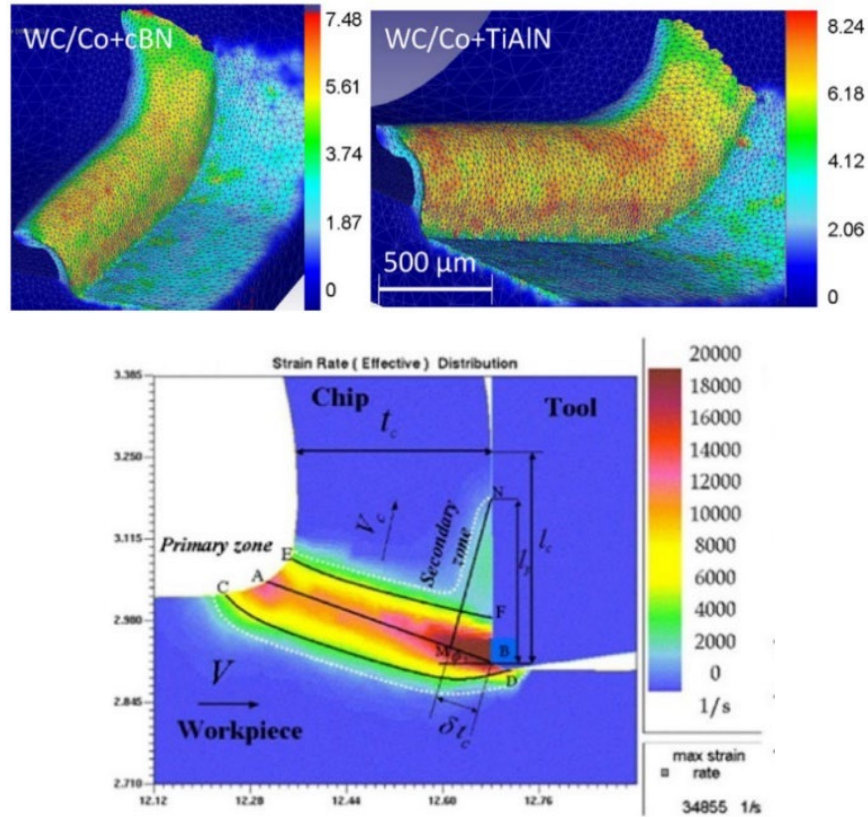 WC/Co+cBN
7.48
5.61
3.74
1.87
0
WC/Co+TiAlN
8.24
6.18
4.12
2.06
0
500 μm
Strain Rate ( Effective ) Distribution
3.385
3.250
3.115
2.980
2.845
2.710
12.12
12.28
12.44
12.60
12.76
Chip
Tool
t_c
V_c
Primary zone
Secondary zone
N
l_c
E
A
C
F
M
B
D
V
Workpiece
δt_c
20000
18000
16000
14000
12000
10000
8000
6000
4000
2000
0
1/s
max strain
rate
34855 1/s